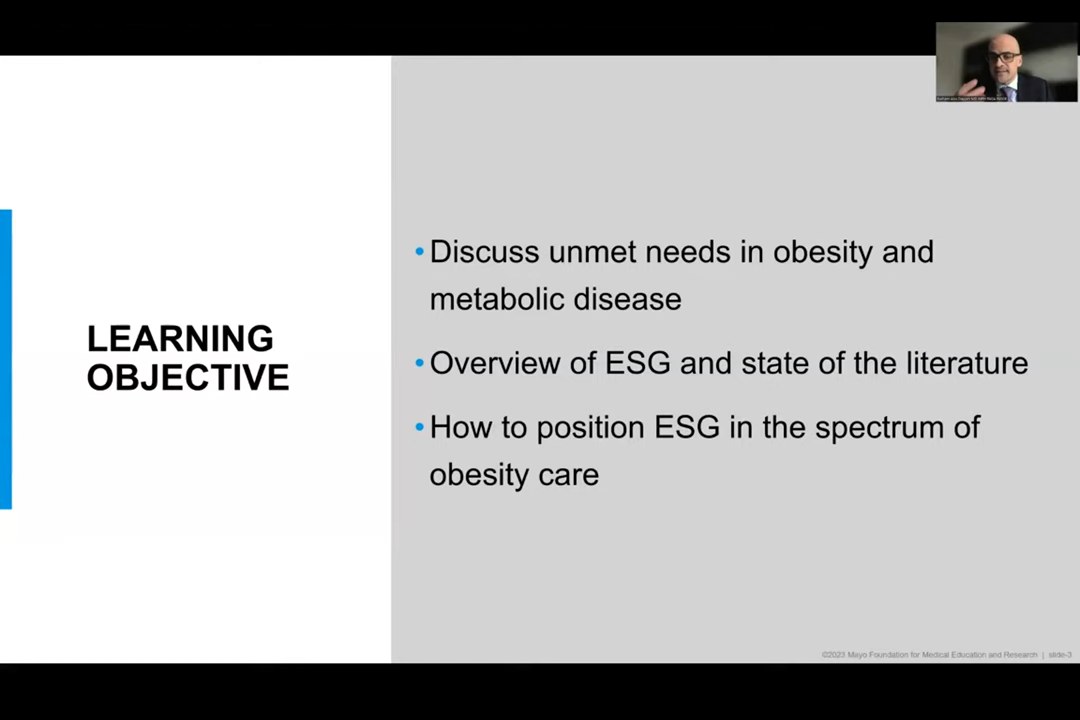 LEARNING
OBJECTIVE
•Discuss unmet needs in obesity and
metabolic disease
•Overview of ESG and state of the literature
•How to position ESG in the spectrum of
obesity care
©2023 Mayo Foundation for Medical Education and Research | slide-3